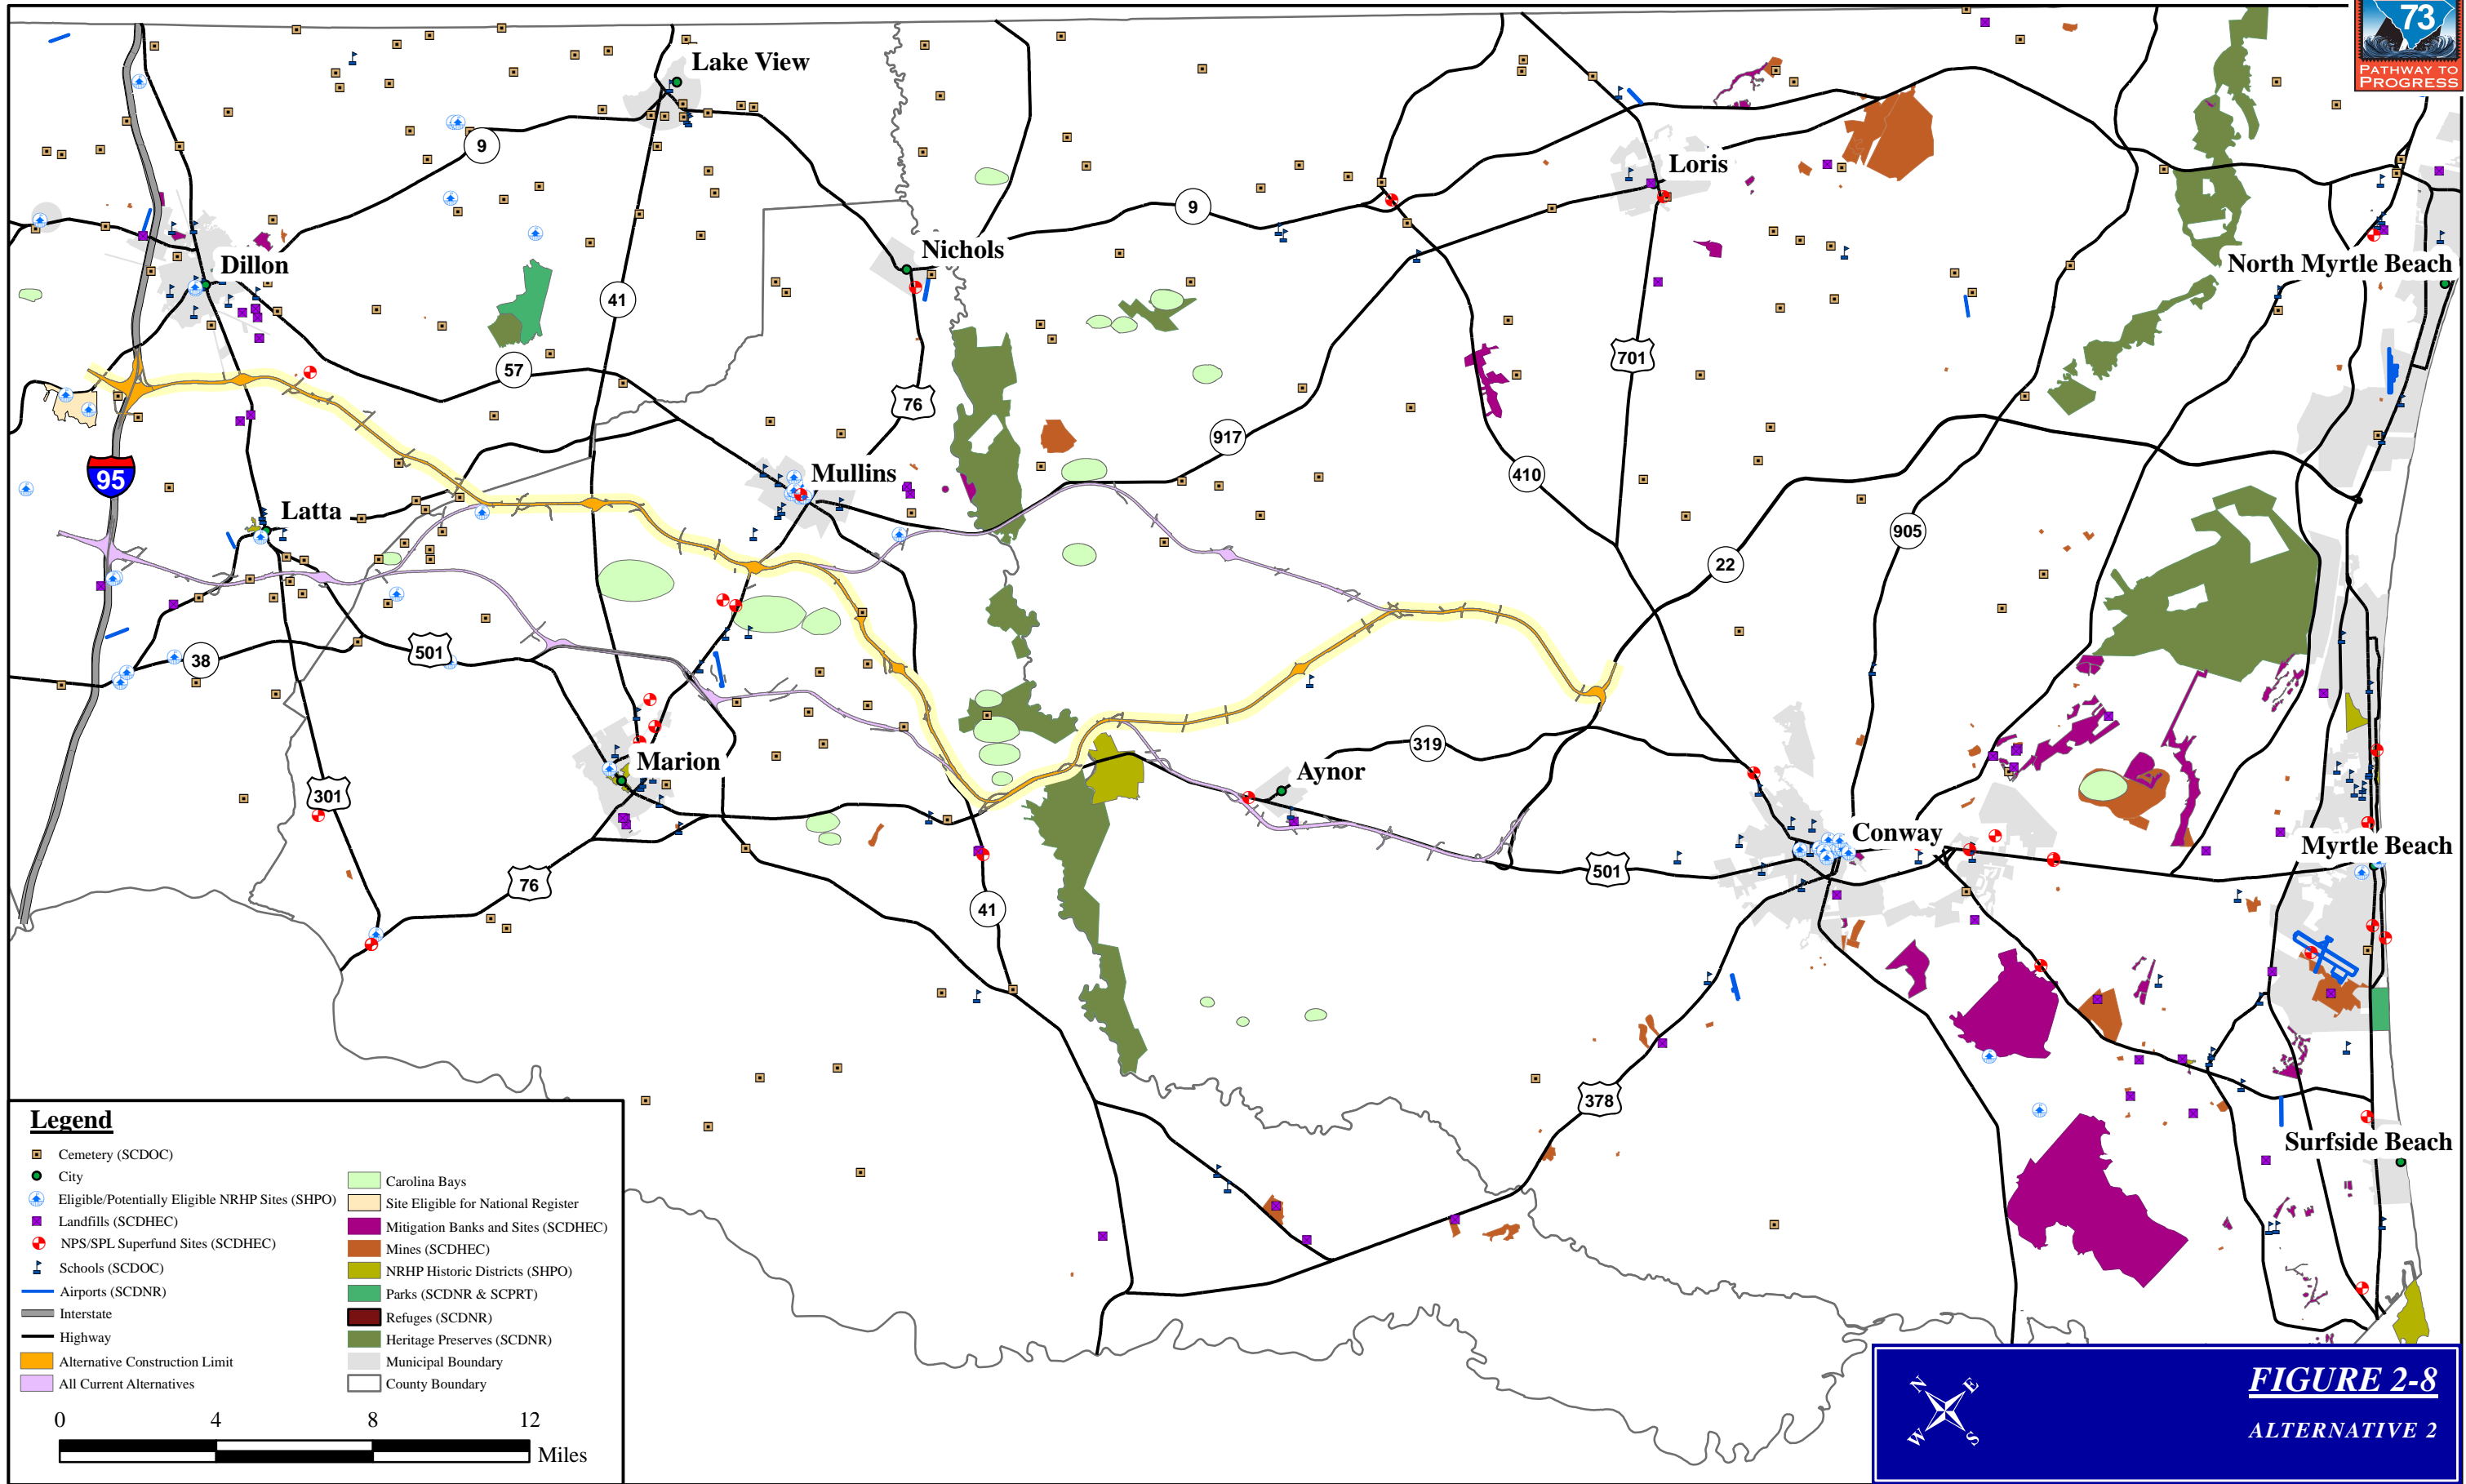 73
PATHWAY TO
PROGRESS
Lake View
9
Loris
Dillon
Nichols
9
North Myrtle Beach
41
57
76
701
917
95
Mullins
410
Latta
905
22
38
501
301
Marion
319
Aynor
Conway
Myrtle Beach
76
501
41
378
Surfside Beach
Legend
Cemetery (SCDOC)
City
Eligible/Potentially Eligible NRHP Sites (SHPO)
Landfills (SCDHEC)
NPS/SPL Superfund Sites (SCDHEC)
Schools (SCDOC)
Airports (SCDNR)
Interstate
Highway
Alternative Construction Limit
All Current Alternatives
Carolina Bays
Site Eligible for National Register
Mitigation Banks and Sites (SCDHEC)
Mines (SCDHEC)
NRHP Historic Districts (SHPO)
Parks (SCDNR & SCPRT)
Refuges (SCDNR)
Heritage Preserves (SCDNR)
Municipal Boundary
County Boundary
0 4 8 12
Miles
N E
W S
FIGURE 2-8
ALTERNATIVE 2